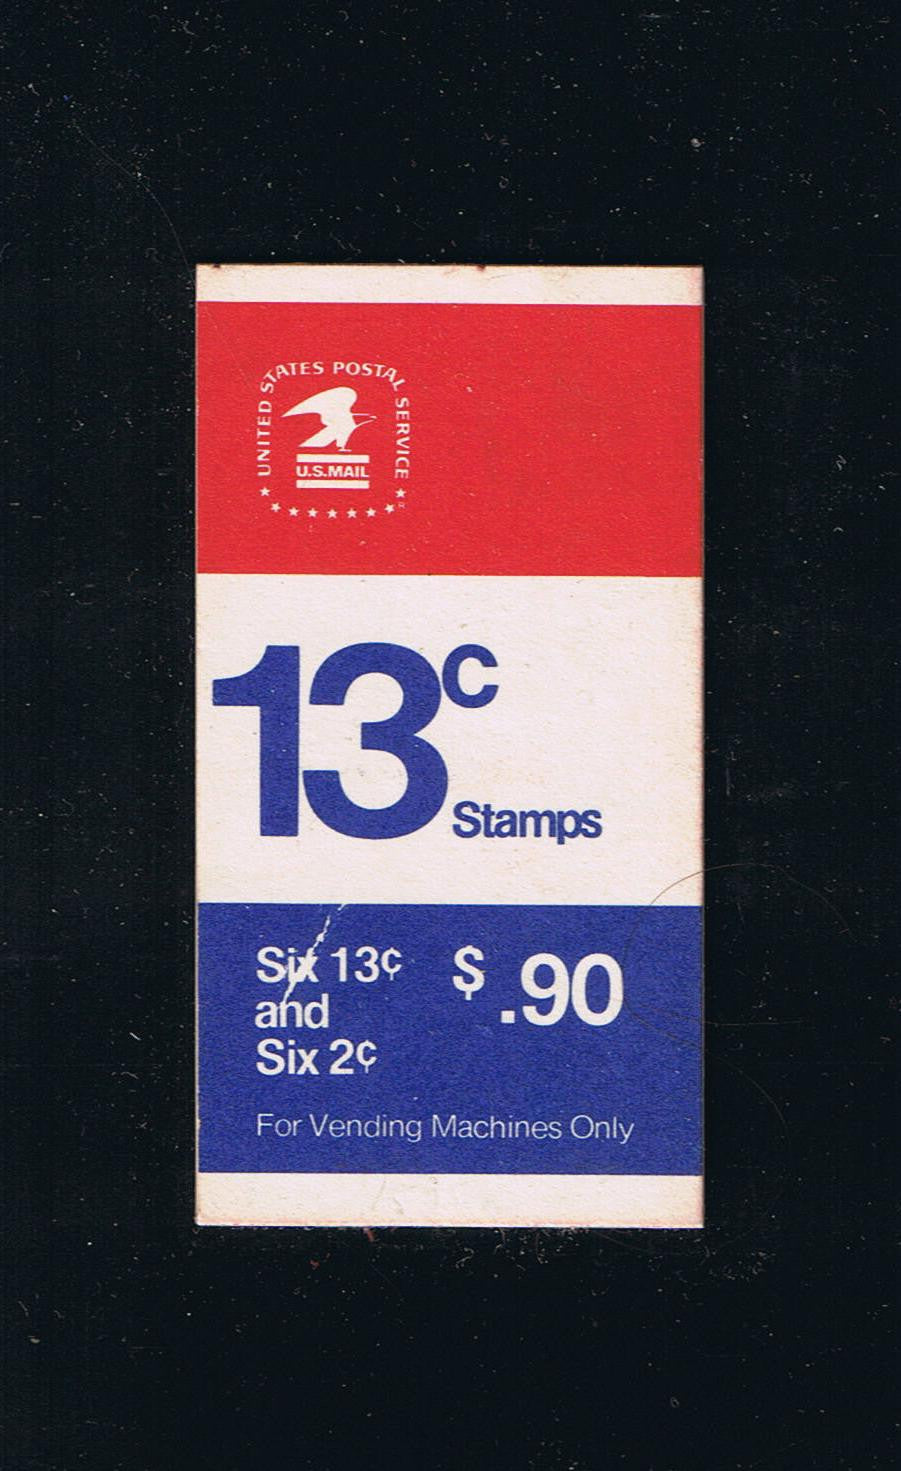 UNITED STATES POSTAL SERVICE
U.S.MAIL
R
13c
Stamps
Six 13¢
and
Six 2¢
$ .90
For Vending Machines Only